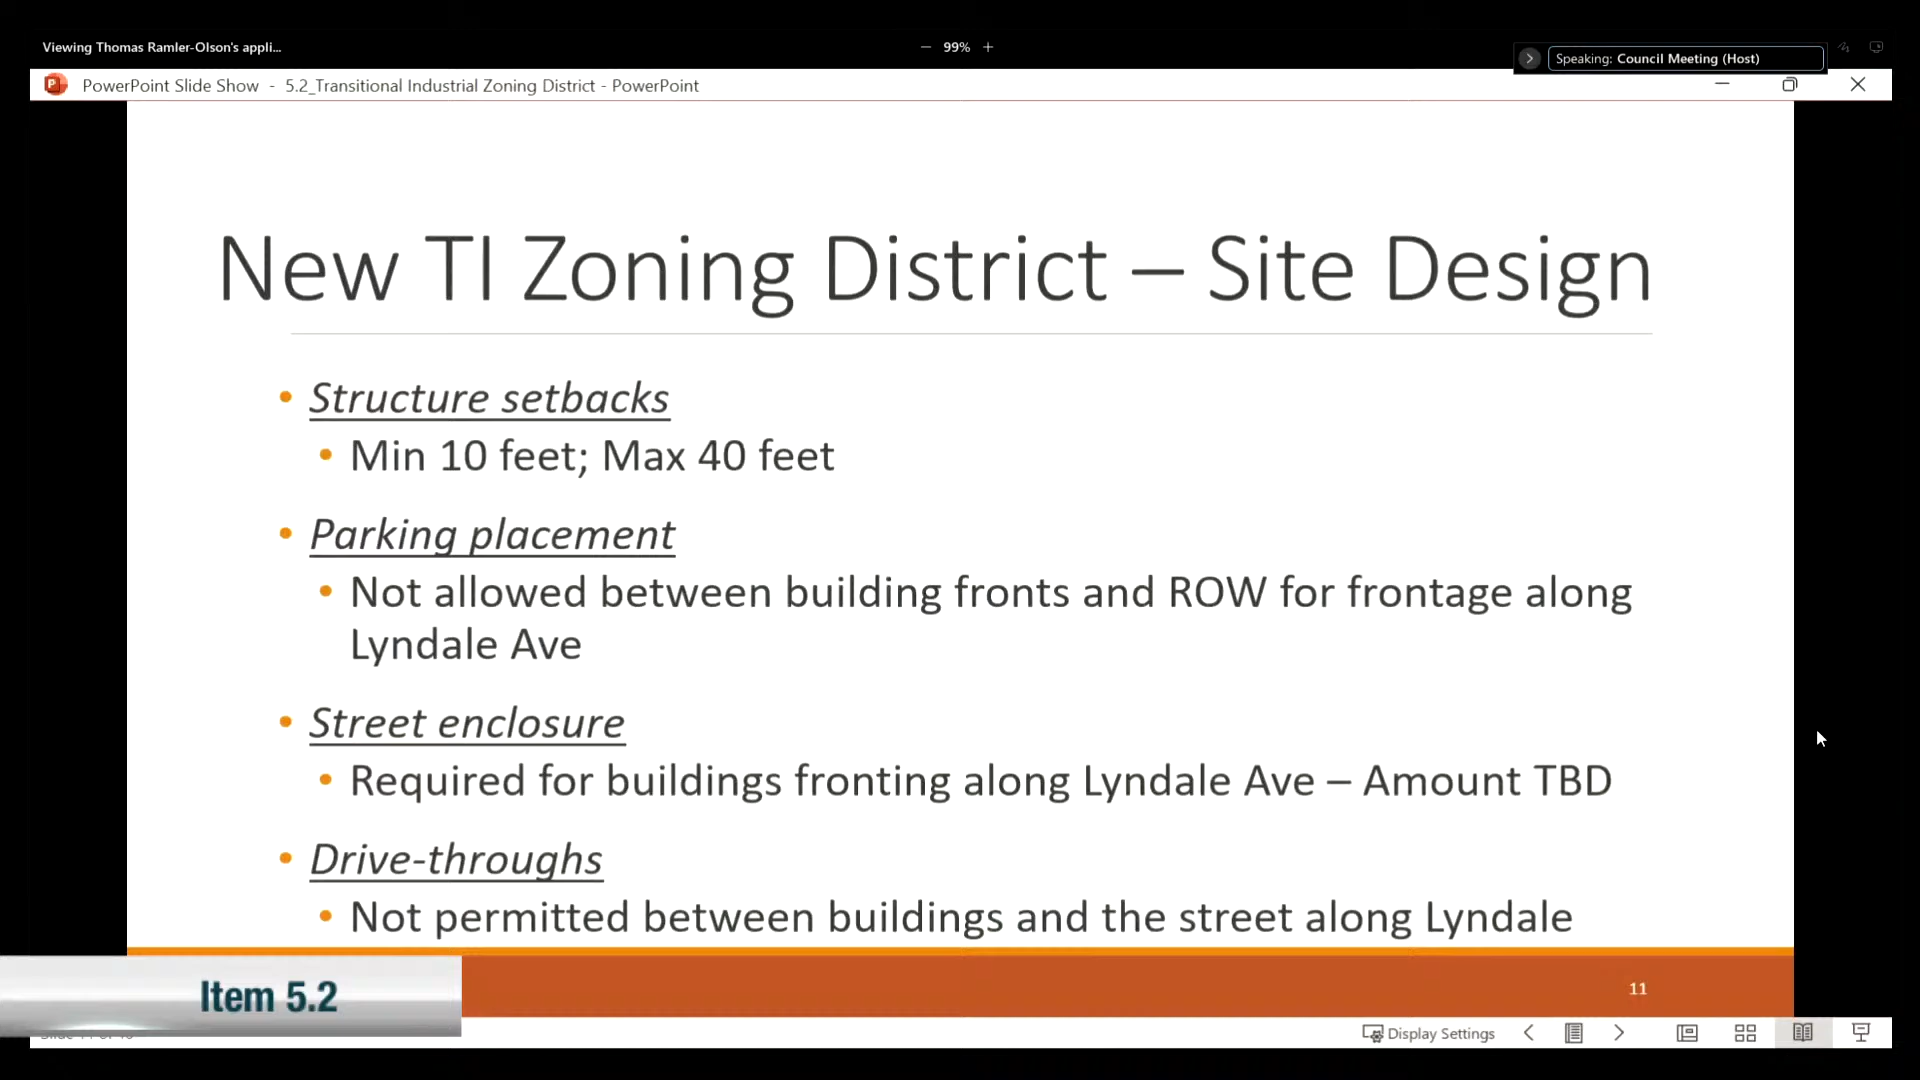 Viewing Thomas Ramler-Olson's appli...
99%
Speaking: Council Meeting (Host)
PowerPoint Slide Show - 5.2_Transitional Industrial Zoning District - PowerPoint
New TI Zoning District – Site Design
• Structure setbacks
• Min 10 feet; Max 40 feet
• Parking placement
• Not allowed between building fronts and ROW for frontage along
Lyndale Ave
• Street enclosure
• Required for buildings fronting along Lyndale Ave – Amount TBD
• Drive-throughs
• Not permitted between buildings and the street along Lyndale
11
Item 5.2
Display Settings